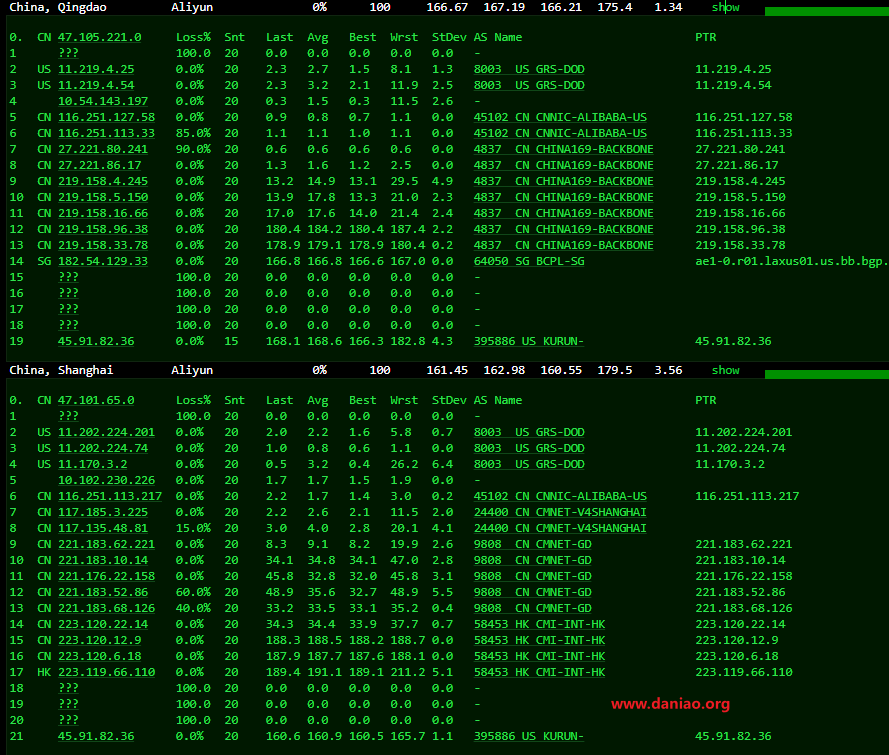 China, Qingdao Aliyun 0% 100 166.67 167.19 166.21 175.4 1.34 show
0. CN 47.105.221.0 Loss% Snt Last Avg Best Wrst StDev AS Name PTR
1 ??? 100.0 20 0.0 0.0 0.0 0.0 0.0 -
2 US 11.219.4.25 0.0% 20 2.3 2.7 1.5 8.1 1.3 8003 US GRS-DOD 11.219.4.25
3 US 11.219.4.54 0.0% 20 2.3 3.2 2.1 11.9 2.5 8003 US GRS-DOD 11.219.4.54
4 10.54.143.197 0.0% 20 0.3 1.5 0.3 11.5 2.6 -
5 CN 116.251.127.58 0.0% 20 0.9 0.8 0.7 1.1 0.0 45102 CN CNNIC-ALIBABA-US 116.251.127.58
6 CN 116.251.113.33 85.0% 20 1.1 1.1 1.0 1.1 0.0 45102 CN CNNIC-ALIBABA-US 116.251.113.33
7 CN 27.221.80.241 90.0% 20 0.6 0.6 0.6 0.6 0.0 4837 CN CHINA169-BACKBONE 27.221.80.241
8 CN 27.221.86.17 0.0% 20 1.3 1.6 1.2 2.5 0.0 4837 CN CHINA169-BACKBONE 27.221.86.17
9 CN 219.158.4.245 0.0% 20 13.2 14.9 13.1 29.5 4.9 4837 CN CHINA169-BACKBONE 219.158.4.245
10 CN 219.158.5.150 0.0% 20 13.9 17.8 13.3 21.0 2.3 4837 CN CHINA169-BACKBONE 219.158.5.150
11 CN 219.158.16.66 0.0% 20 17.0 17.6 14.0 21.4 2.4 4837 CN CHINA169-BACKBONE 219.158.16.66
12 CN 219.158.96.38 0.0% 20 180.4 184.2 180.4 187.4 2.2 4837 CN CHINA169-BACKBONE 219.158.96.38
13 CN 219.158.33.78 0.0% 20 178.9 179.1 178.9 180.4 0.2 4837 CN CHINA169-BACKBONE 219.158.33.78
14 SG 182.54.129.33 0.0% 20 166.8 166.8 166.6 167.0 0.0 64050 SG BCPL-SG ae1-0.r01.laxus01.us.bb.bgp.
15 ??? 100.0 20 0.0 0.0 0.0 0.0 0.0 -
16 ??? 100.0 20 0.0 0.0 0.0 0.0 0.0 -
17 ??? 100.0 20 0.0 0.0 0.0 0.0 0.0 -
18 ??? 100.0 20 0.0 0.0 0.0 0.0 0.0 -
19 45.91.82.36 0.0% 15 168.1 168.6 166.3 182.8 4.3 395886 US KURUN- 45.91.82.36
China, Shanghai Aliyun 0% 100 161.45 162.98 160.55 179.5 3.56 show
0. CN 47.101.65.0 Loss% Snt Last Avg Best Wrst StDev AS Name PTR
1 ??? 100.0 20 0.0 0.0 0.0 0.0 0.0 -
2 US 11.202.224.201 0.0% 20 2.0 2.2 1.6 5.8 0.7 8003 US GRS-DOD 11.202.224.201
3 US 11.202.224.74 0.0% 20 1.0 0.8 0.6 1.1 0.0 8003 US GRS-DOD 11.202.224.74
4 US 11.170.3.2 0.0% 20 0.5 3.2 0.4 26.2 6.4 8003 US GRS-DOD 11.170.3.2
5 10.102.230.226 0.0% 20 1.7 1.7 1.5 1.9 0.0 -
6 CN 116.251.113.217 0.0% 20 2.2 1.7 1.4 3.0 0.2 45102 CN CNNIC-ALIBABA-US 116.251.113.217
7 CN 117.185.3.225 0.0% 20 2.2 2.6 2.1 11.5 2.0 24400 CN CMNET-V4SHANGHAI
8 CN 117.135.48.81 15.0% 20 3.0 4.0 2.8 20.1 4.1 24400 CN CMNET-V4SHANGHAI
9 CN 221.183.62.221 0.0% 20 8.3 9.1 8.2 19.9 2.6 9808 CN CMNET-GD 221.183.62.221
10 CN 221.183.10.14 0.0% 20 34.1 34.8 34.1 47.0 2.8 9808 CN CMNET-GD 221.183.10.14
11 CN 221.176.22.158 0.0% 20 45.8 32.8 32.0 45.8 3.1 9808 CN CMNET-GD 221.176.22.158
12 CN 221.183.52.86 60.0% 20 48.9 35.6 32.7 48.9 5.5 9808 CN CMNET-GD 221.183.52.86
13 CN 221.183.68.126 40.0% 20 33.2 33.5 33.1 35.2 0.4 9808 CN CMNET-GD 221.183.68.126
14 CN 223.120.22.14 0.0% 20 34.3 34.4 33.9 37.7 0.7 58453 HK CMI-INT-HK 223.120.22.14
15 CN 223.120.12.9 0.0% 20 188.3 188.5 188.2 188.7 0.0 58453 HK CMI-INT-HK 223.120.12.9
16 CN 223.120.6.18 0.0% 20 187.9 187.7 187.6 188.1 0.0 58453 HK CMI-INT-HK 223.120.6.18
17 HK 223.119.66.110 0.0% 20 189.4 191.1 189.1 211.2 5.1 58453 HK CMI-INT-HK 223.119.66.110
18 ??? 100.0 20 0.0 0.0 0.0 0.0 0.0 -
19 ??? 100.0 20 0.0 0.0 0.0 0.0 0.0 -
www.daniao.org
20 ??? 100.0 20 0.0 0.0 0.0 0.0 0.0 -
21 45.91.82.36 0.0% 20 160.6 160.9 160.5 165.7 1.1 395886 US KURUN- 45.91.82.36